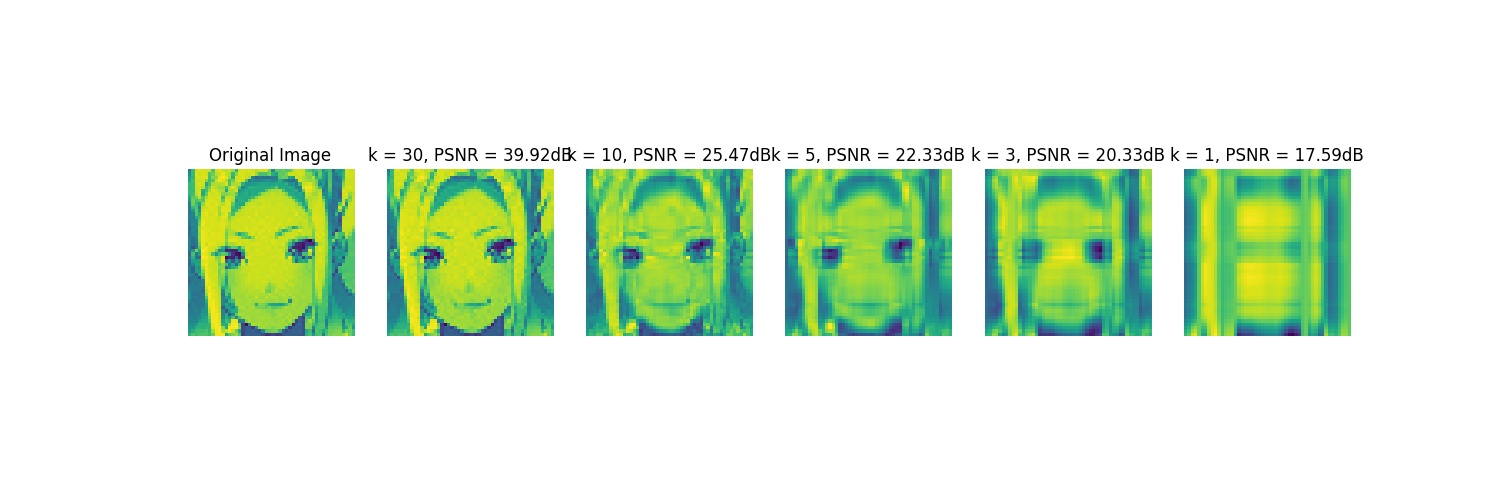 Original Image
k = 30, PSNR = 39.92dB
k = 10, PSNR = 25.47dB
k = 5, PSNR = 22.33dB
k = 3, PSNR = 20.33dB
k = 1, PSNR = 17.59dB